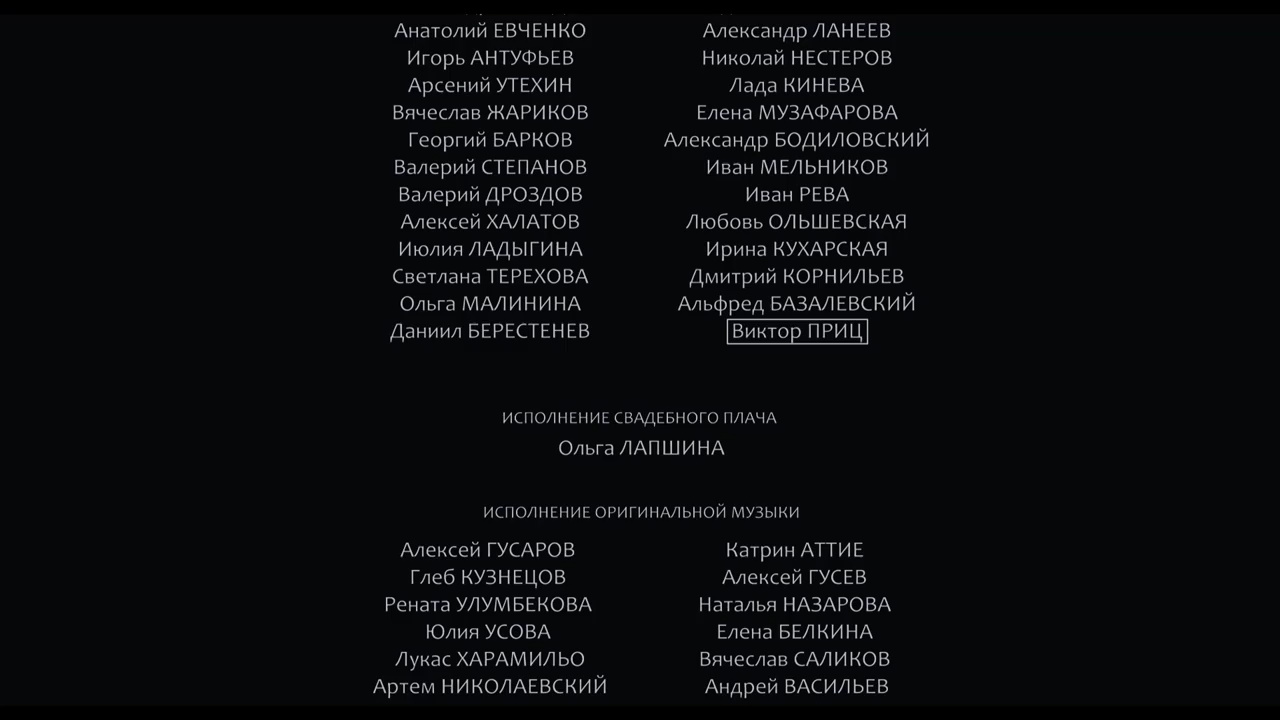 Анатолий ЕВЧЕНКО
Игорь АНТУФЬЕВ
Арсений УТЕХИН
Вячеслав ЖАРИКОВ
Георгий БАРКОВ
Валерий СТЕПАНОВ
Валерий ДРОЗДОВ
Алексей ХАЛАТОВ
Июлия ЛАДЫГИНА
Светлана ТЕРЕХОВА
Ольга МАЛИНИНА
Даниил БЕРЕСТЕНЕВ
Александр ЛАНЕЕВ
Николай НЕСТЕРОВ
Лада КИНЕВА
Елена МУЗАФАРОВА
Александр БОДИЛОВСКИЙ
Иван МЕЛЬНИКОВ
Иван РЕВА
Любовь ОЛЬШЕВСКАЯ
Ирина КУХАРСКАЯ
Дмитрий КОРНИЛЬЕВ
Альфред БАЗАЛЕВСКИЙ
Виктор ПРИЦ
ИСПОЛНЕНИЕ СВАДЕБНОГО ПЛАЧА
Ольга ЛАПШИНА
ИСПОЛНЕНИЕ ОРИГИНАЛЬНОЙ МУЗЫКИ
Алексей ГУСАРОВ
Глеб КУЗНЕЦОВ
Рената УЛУМБЕКОВА
Юлия УСОВА
Лукас ХАРАМИЛЬО
Артем НИКОЛАЕВСКИЙ
Катрин АТТИЕ
Алексей ГУСЕВ
Наталья НАЗАРОВА
Елена БЕЛКИНА
Вячеслав САЛИКОВ
Андрей ВАСИЛЬЕВ